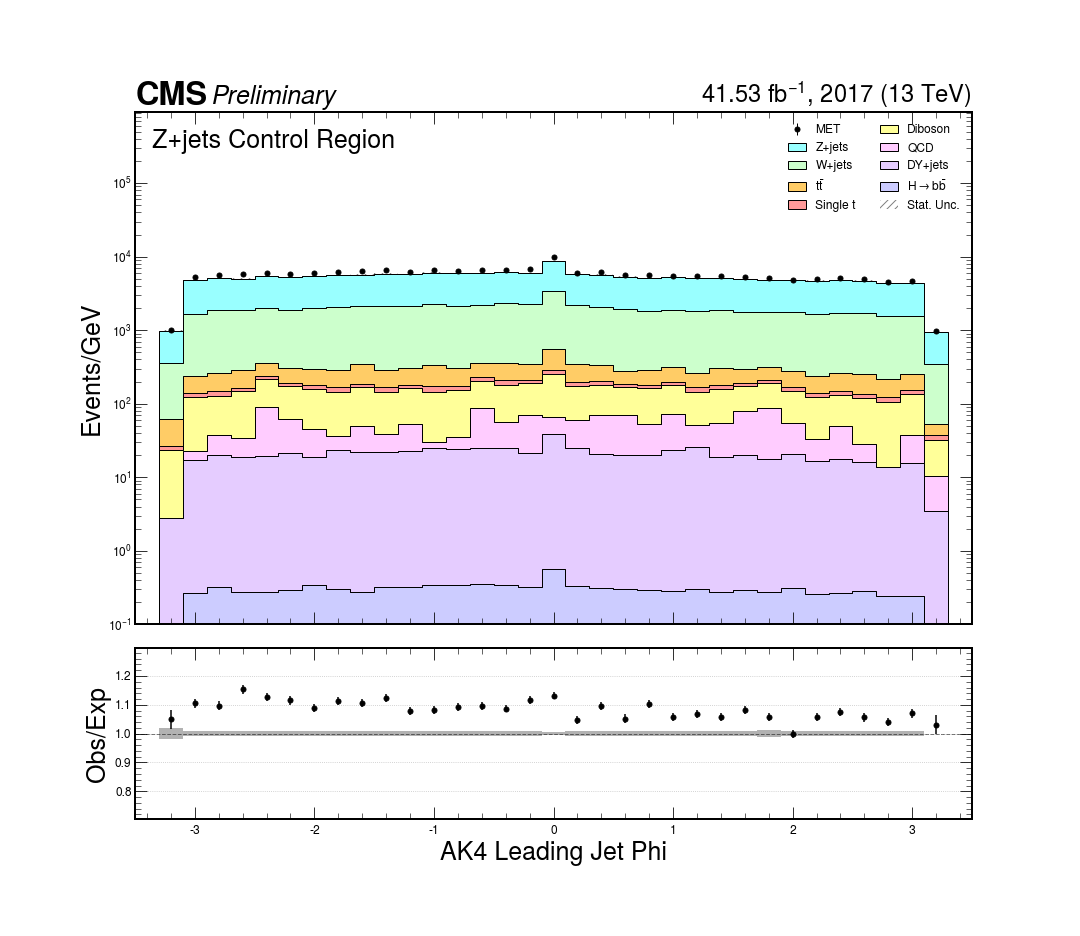 CMS Preliminary
41.53 fb⁻¹, 2017 (13 TeV)
Z+jets Control Region
MET
Z+jets
W+jets
tt̄
Single t
Diboson
QCD
DY+jets
H→bb̄
Stat. Unc.
Events/GeV
10⁵
10⁴
10³
10²
10¹
10⁰
10⁻¹
Obs/Exp
1.2
1.1
1.0
0.9
0.8
-3 -2 -1 0 1 2 3
AK4 Leading Jet Phi